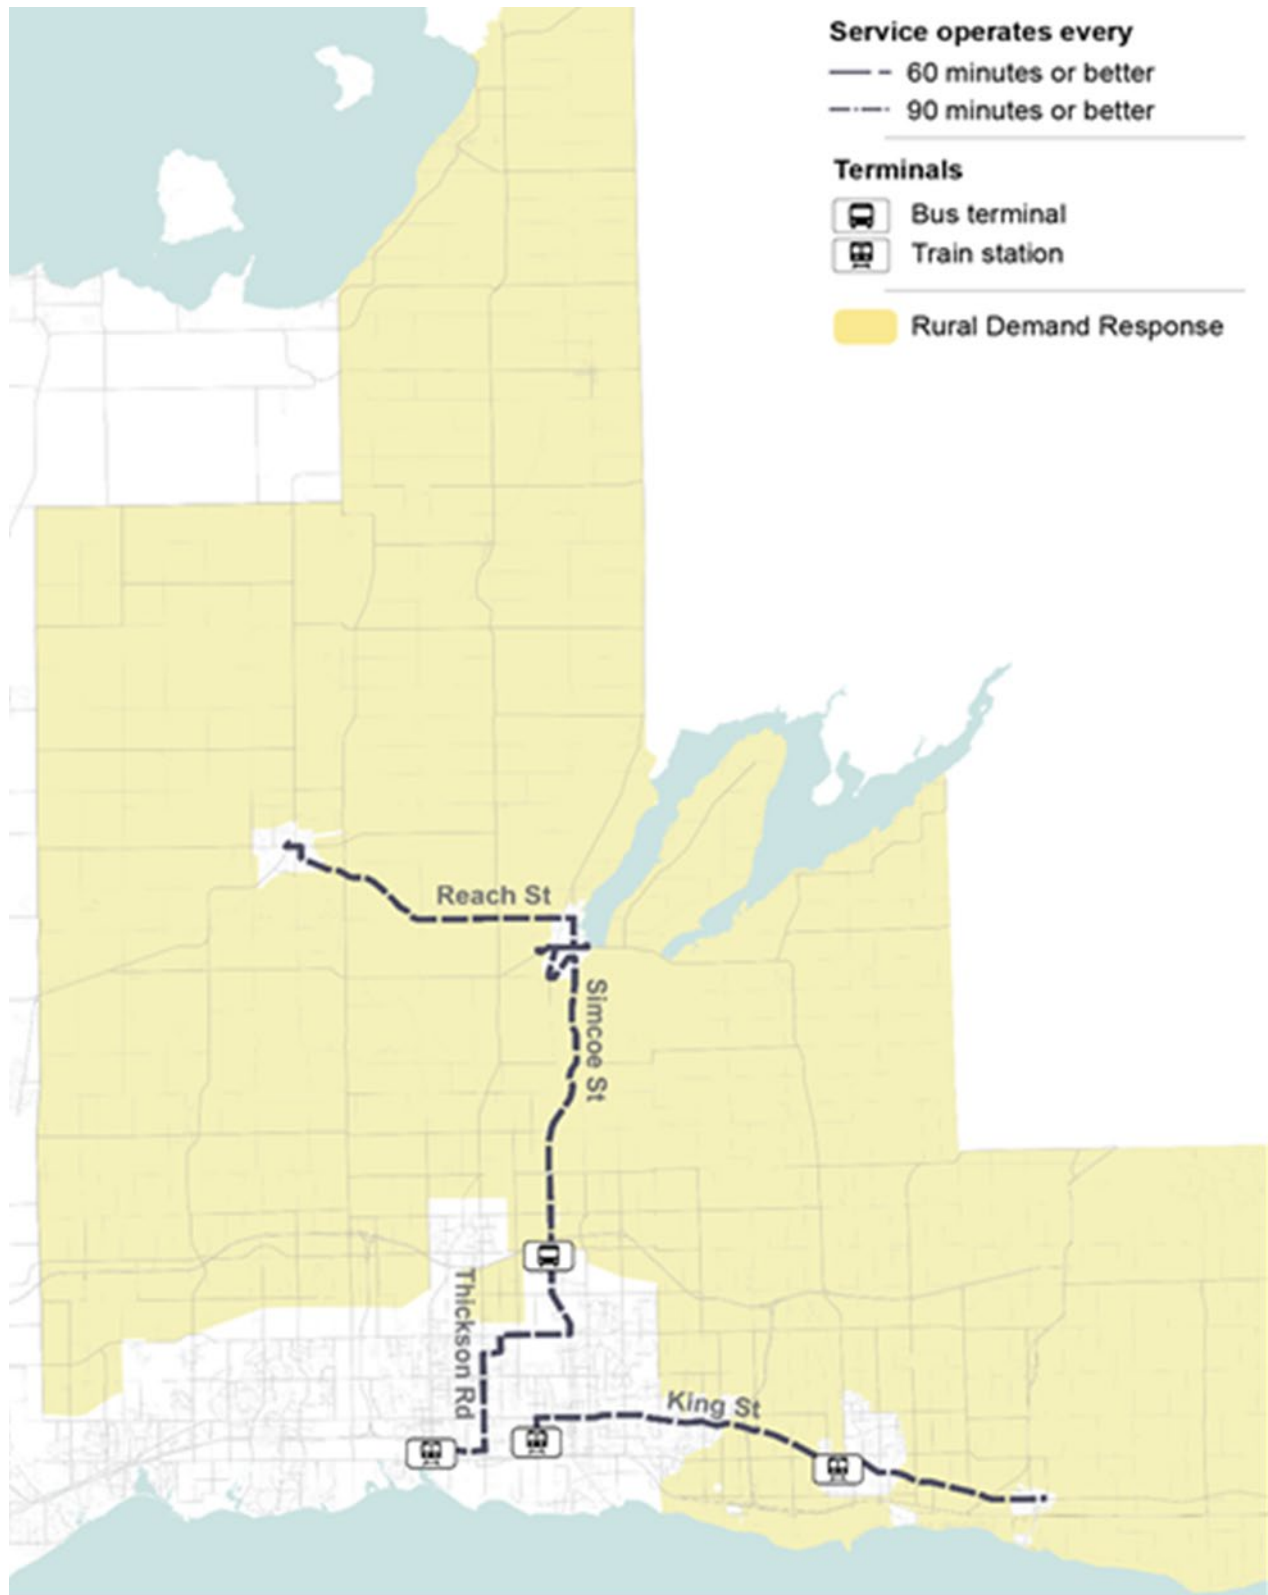 Service operates every
60 minutes or better
90 minutes or better
Terminals
Bus terminal
Train station
Rural Demand Response
Reach St
Simcoe St
Thickson Rd
King St